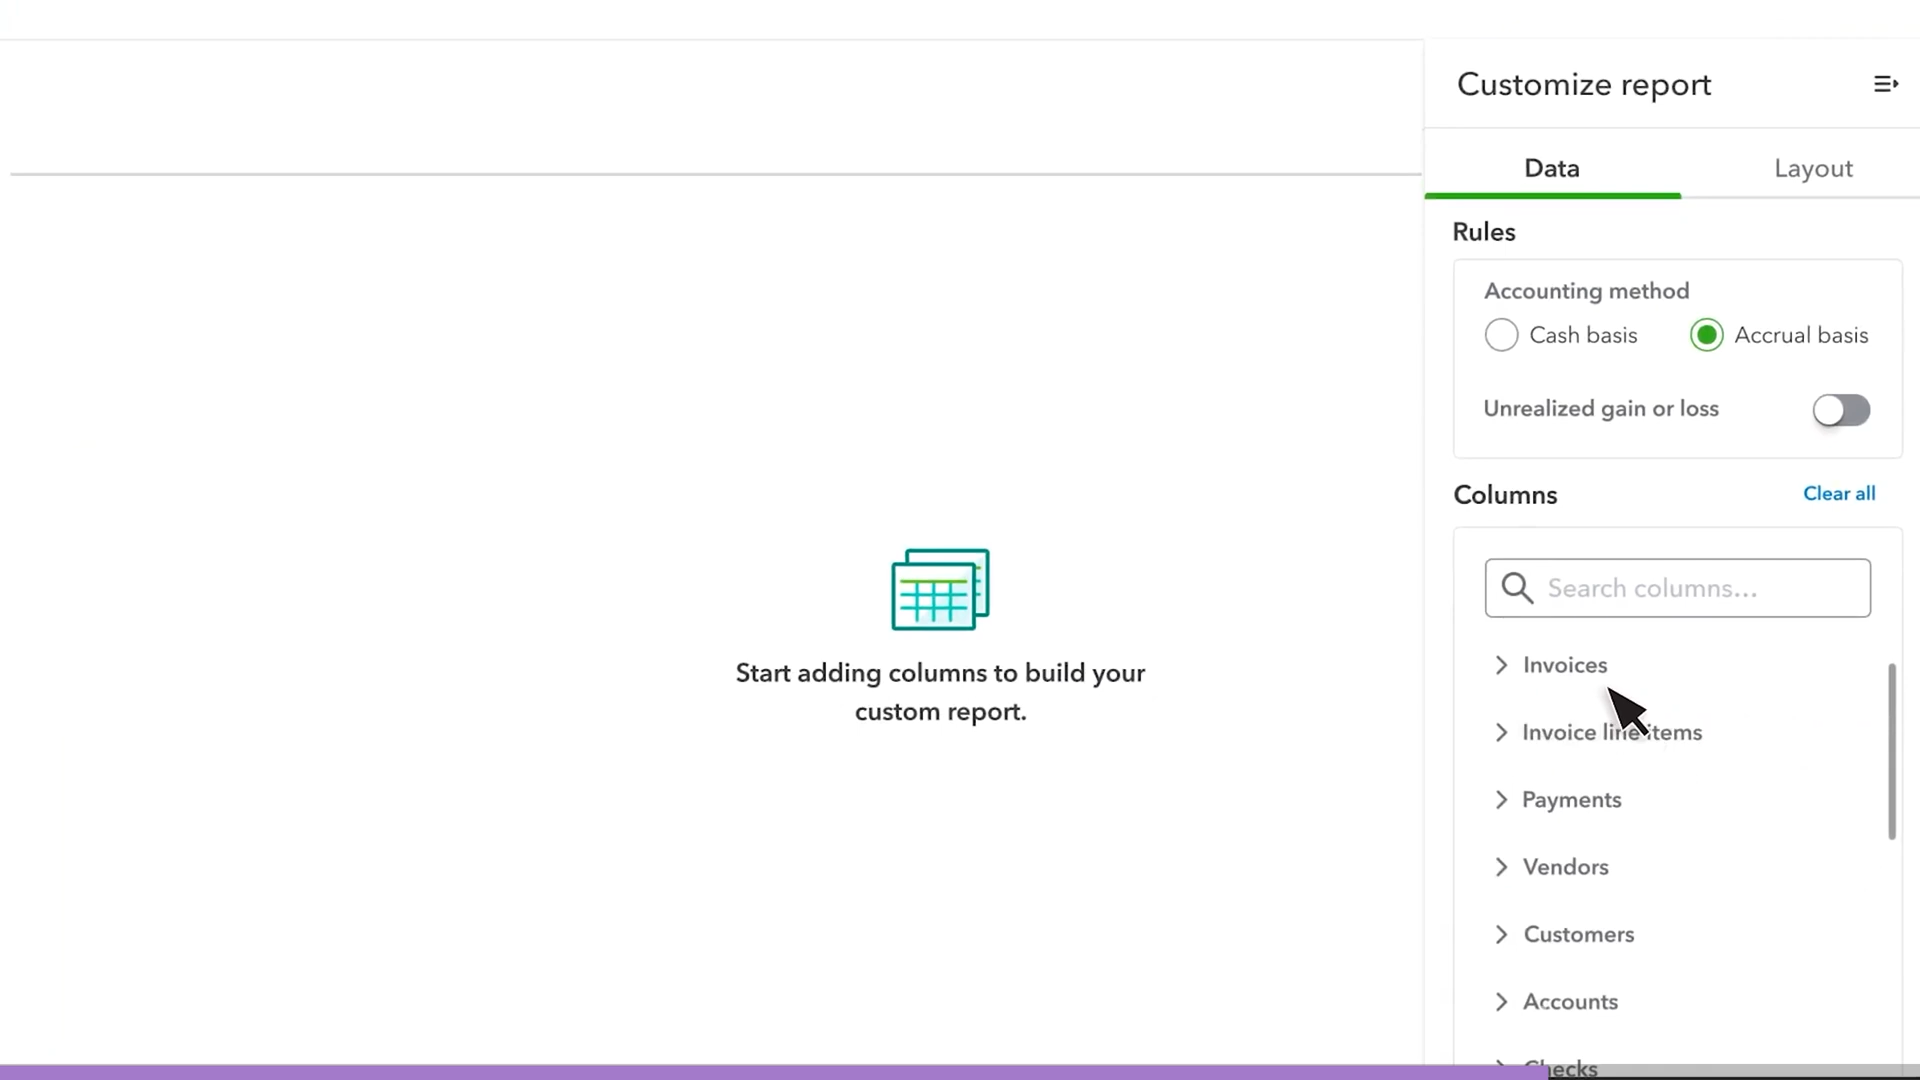 Customize report
Data
Layout
Rules
Accounting method
Cash basis
Accrual basis
Unrealized gain or loss
Columns
Clear all
Search columns...
Invoices
Invoice line items
Payments
Vendors
Customers
Accounts
Checks
Start adding columns to build your
custom report.